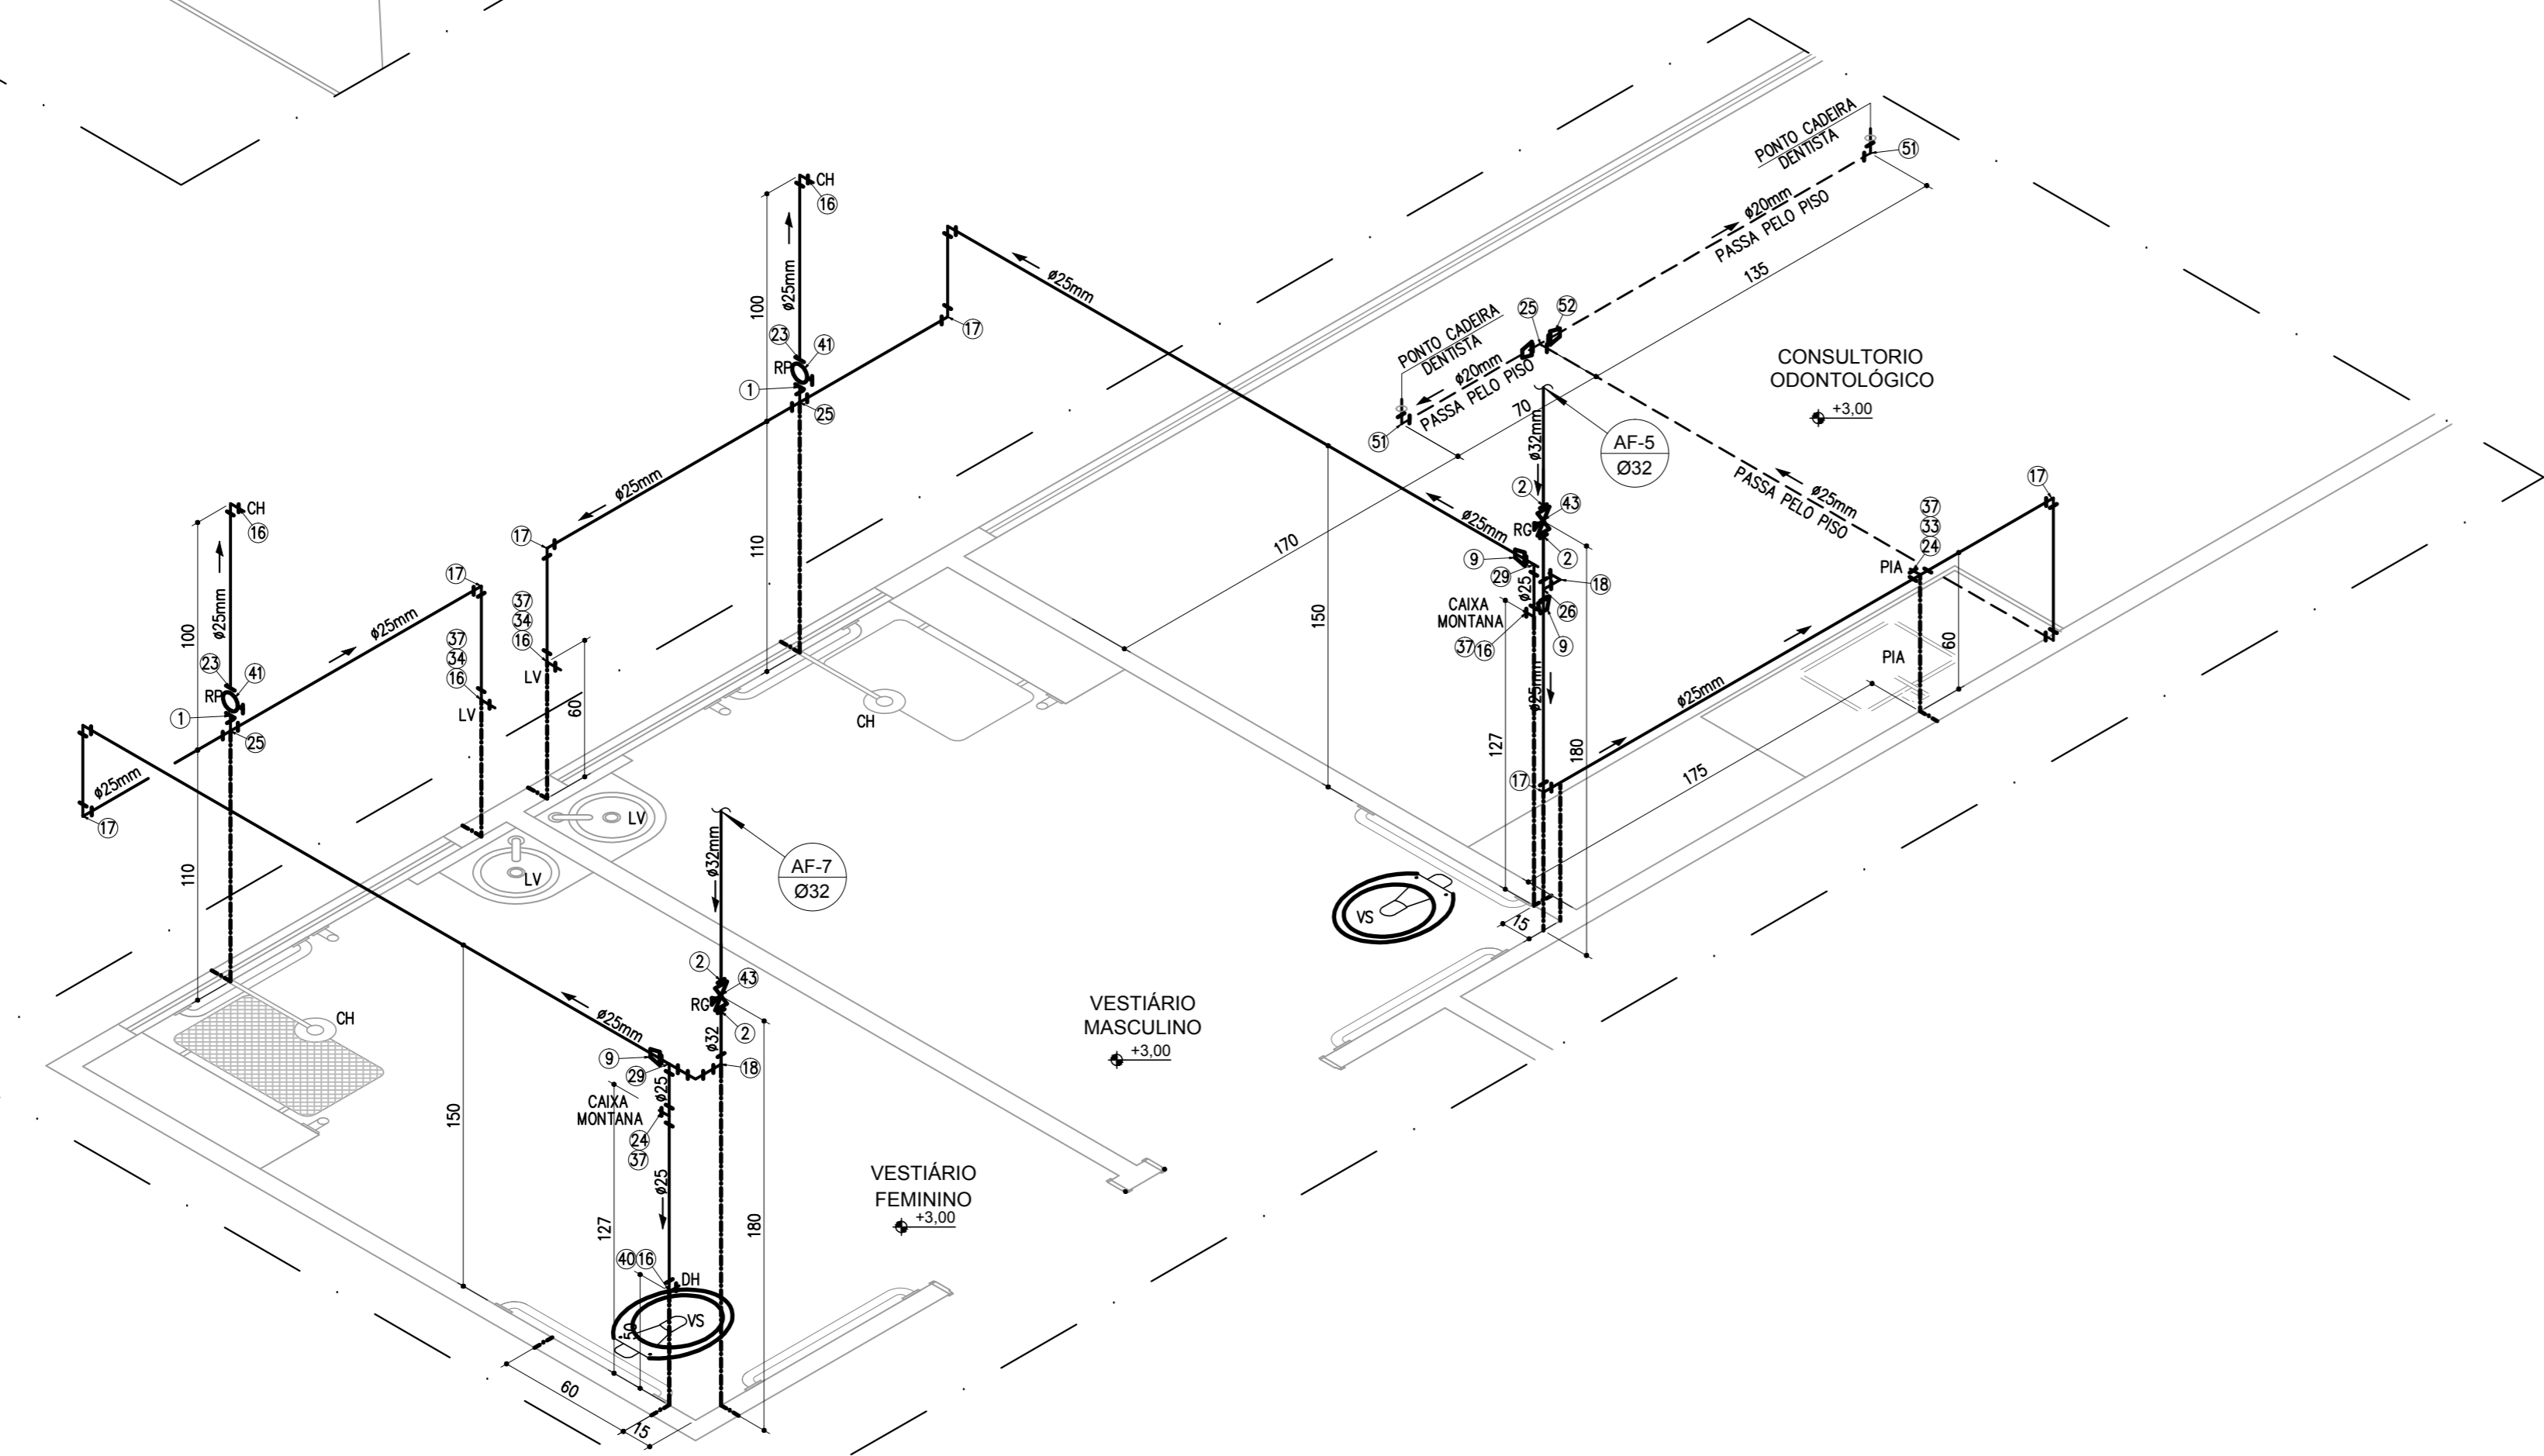 PONTO CADEIRA
DENTISTA
51
ø20mm
PASSA PELO PISO
135
CH
16
100
ø25mm
23
41
RP
1
25
17
ø25mm
ø25mm
110
17
37
34
16
LV
60
PONTO CADEIRA
DENTISTA
ø20mm
PASSA PELO PISO
51
25
52
70
170
CONSULTORIO
ODONTOLÓGICO
+3,00
ø32mm
AF-5
Ø32
2
43
RG
2
ø25mm
9
29
18
ø25
26
9
CAIXA
MONTANA
37
16
150
127
ø25mm
180
17
15
ø25mm
PASSA PELO PISO
17
37
33
24
PIA
PIA
60
ø25mm
175
VS
CH
16
100
ø25mm
23
41
RP
1
25
ø25mm
17
37
34
16
LV
110
ø25mm
17
CH
LV
LV
CH
ø32mm
AF-7
Ø32
2
43
RG
2
ø32
18
ø25mm
9
29
ø25
CAIXA
MONTANA
24
37
ø25
150
127
180
40
16
DH
50
VS
60
15
VESTIÁRIO
MASCULINO
+3,00
VESTIÁRIO
FEMININO
+3,00